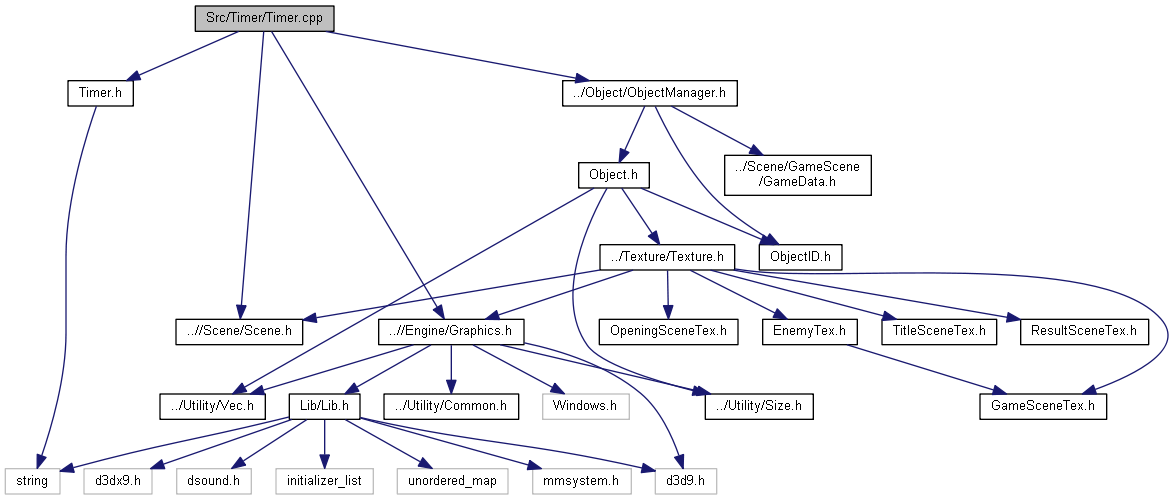 Src/Timer/Timer.cpp
Timer.h
../Object/ObjectManager.h
Object.h
../Scene/GameScene
/GameData.h
../Texture/Texture.h
ObjectID.h
..//Scene/Scene.h
..//Engine/Graphics.h
OpeningSceneTex.h
EnemyTex.h
TitleSceneTex.h
ResultSceneTex.h
../Utility/Vec.h
Lib/Lib.h
../Utility/Common.h
Windows.h
../Utility/Size.h
GameSceneTex.h
string
d3dx9.h
dsound.h
initializer_list
unordered_map
mmsystem.h
d3d9.h